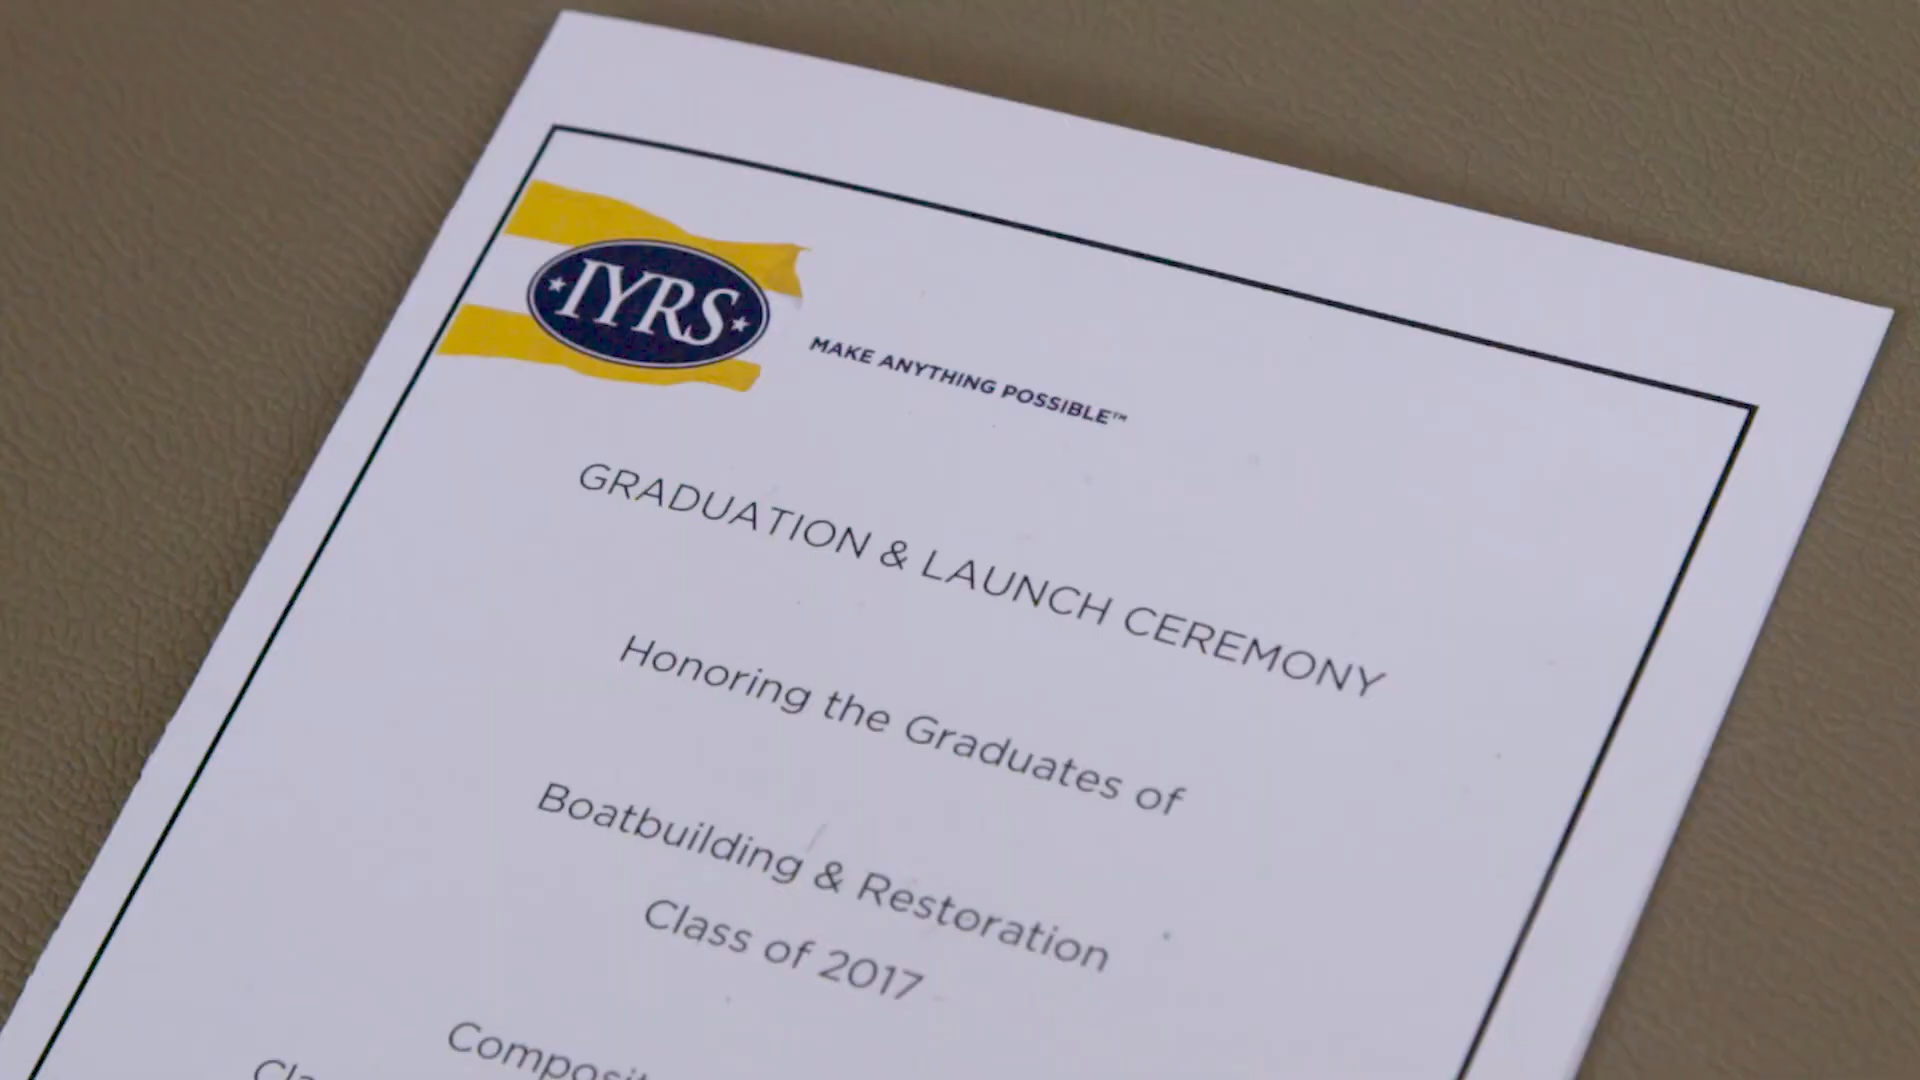 IYRS
MAKE ANYTHING POSSIBLE™
GRADUATION & LAUNCH CEREMONY
Honoring the Graduates of
Boatbuilding & Restoration
Class of 2017